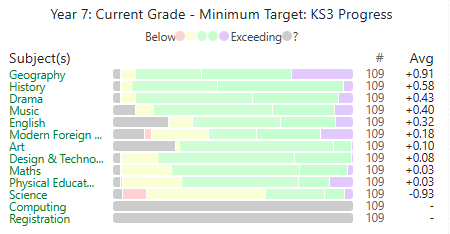 Year 7: Current Grade - Minimum Target: KS3 Progress
Below Exceeding ?
Subject(s) # Avg
Geography 109 +0.91
History 109 +0.58
Drama 109 +0.43
Music 109 +0.40
English 109 +0.32
Modern Foreign ... 109 +0.18
Art 109 +0.10
Design & Techno... 109 +0.08
Maths 109 +0.03
Physical Educat... 109 +0.03
Science 109 -0.93
Computing 109 -
Registration 109 -